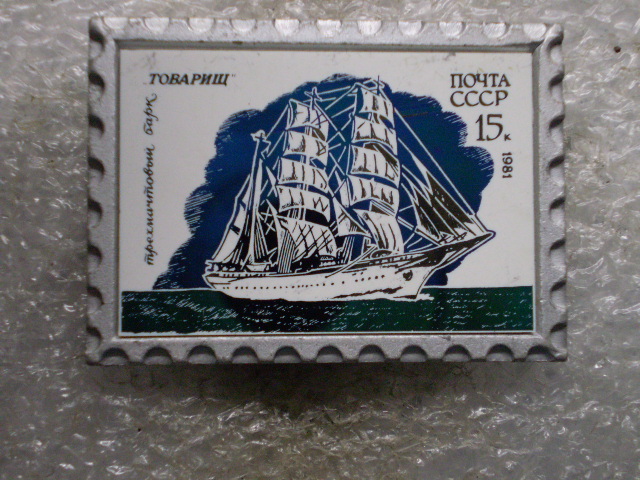 "ТОВАРИЩ"
трехмачтовый барк
ПОЧТА
СССР
15к
1981